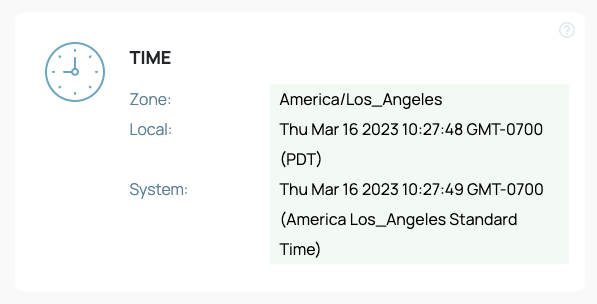 TIME
Zone: America/Los_Angeles
Local: Thu Mar 16 2023 10:27:48 GMT-0700
(PDT)
System: Thu Mar 16 2023 10:27:49 GMT-0700
(America Los_Angeles Standard
Time)